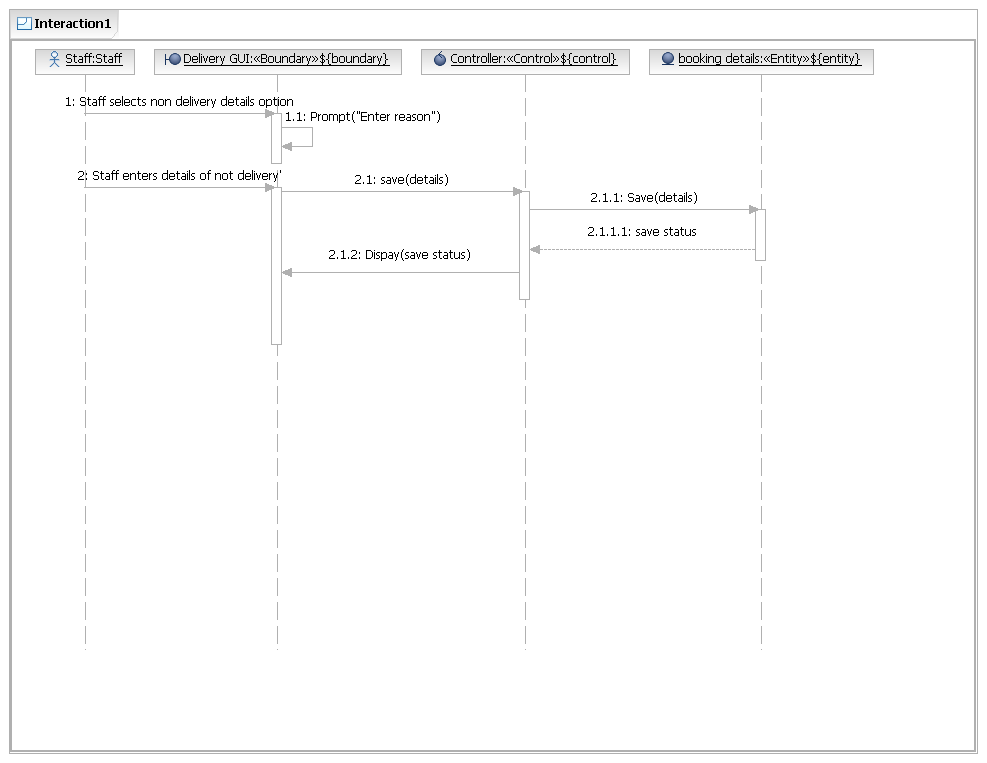 Interaction1
Staff:Staff
Delivery GUI:«Boundary»${boundary}
Controller:«Control»${control}
booking details:«Entity»${entity}
1: Staff selects non delivery details option
1.1: Prompt("Enter reason")
2: Staff enters details of not delivery'
2.1: save(details)
2.1.1: Save(details)
2.1.1.1: save status
2.1.2: Dispay(save status)